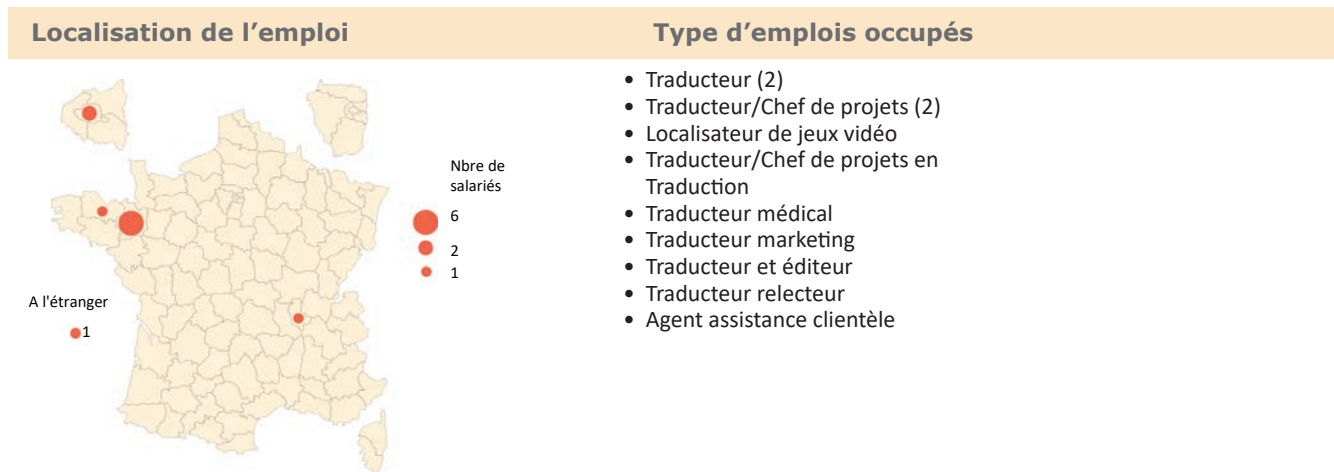 Localisation de l’emploi
Type d’emplois occupés
Nbre de
salariés
6
2
1
A l'étranger
1
• Traducteur (2)
• Traducteur/Chef de projets (2)
• Localisateur de jeux vidéo
• Traducteur/Chef de projets en
Traduction
• Traducteur médical
• Traducteur marketing
• Traducteur et éditeur
• Traducteur relecteur
• Agent assistance clientèle